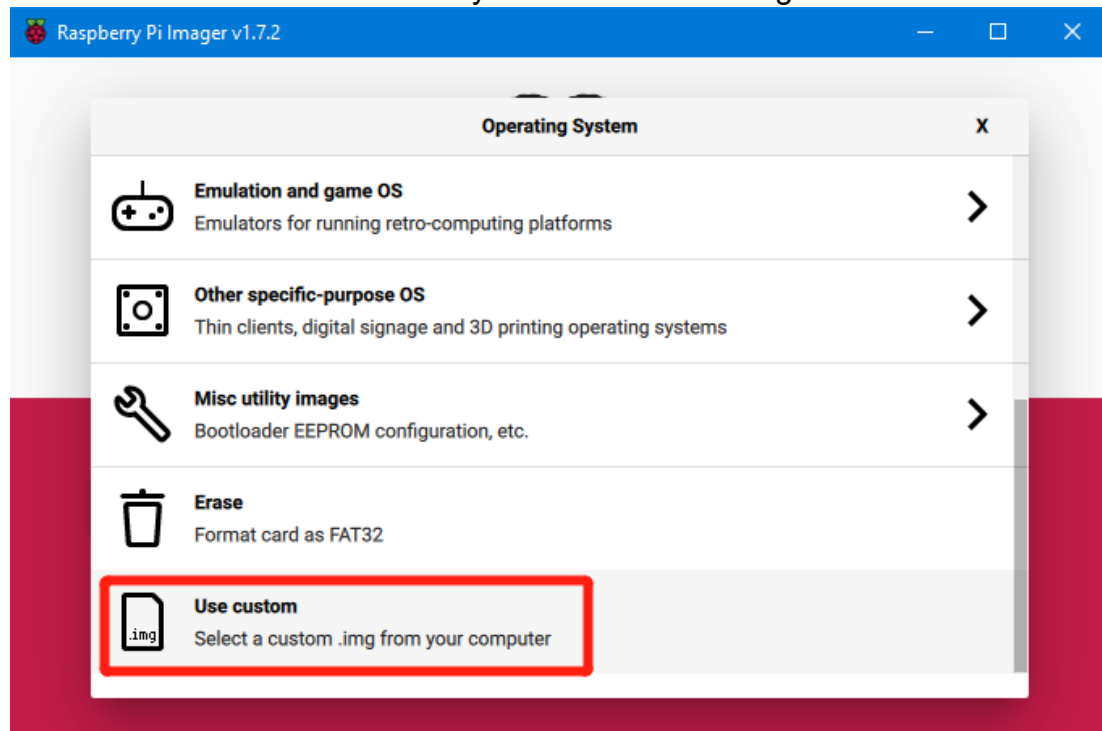 Raspberry Pi Imager v1.7.2
Operating System X
Emulation and game OS
Emulators for running retro-computing platforms
Other specific-purpose OS
Thin clients, digital signage and 3D printing operating systems
Misc utility images
Bootloader EEPROM configuration, etc.
Erase
Format card as FAT32
.img
Use custom
Select a custom .img from your computer